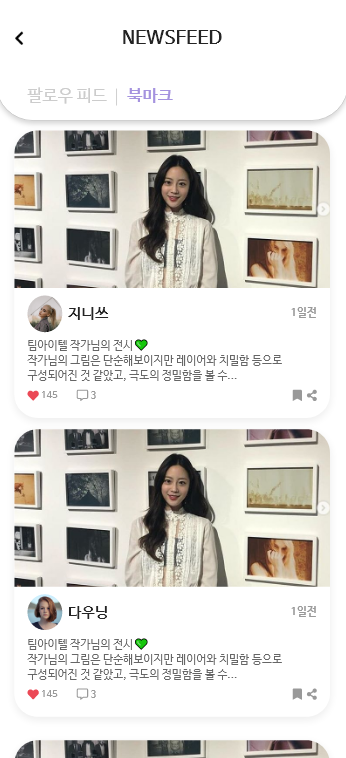 NEWSFEED
팔로우 피드 | 북마크
지니쓰 1일전
팀아이텔 작가님의 전시💚
작가님의 그림은 단순해보이지만 레이어와 치밀함 등으로
구성되어진 것 같았고, 극도의 정밀함을 볼 수...
145 3
다우닝 1일전
팀아이텔 작가님의 전시💚
작가님의 그림은 단순해보이지만 레이어와 치밀함 등으로
구성되어진 것 같았고, 극도의 정밀함을 볼 수...
145 3